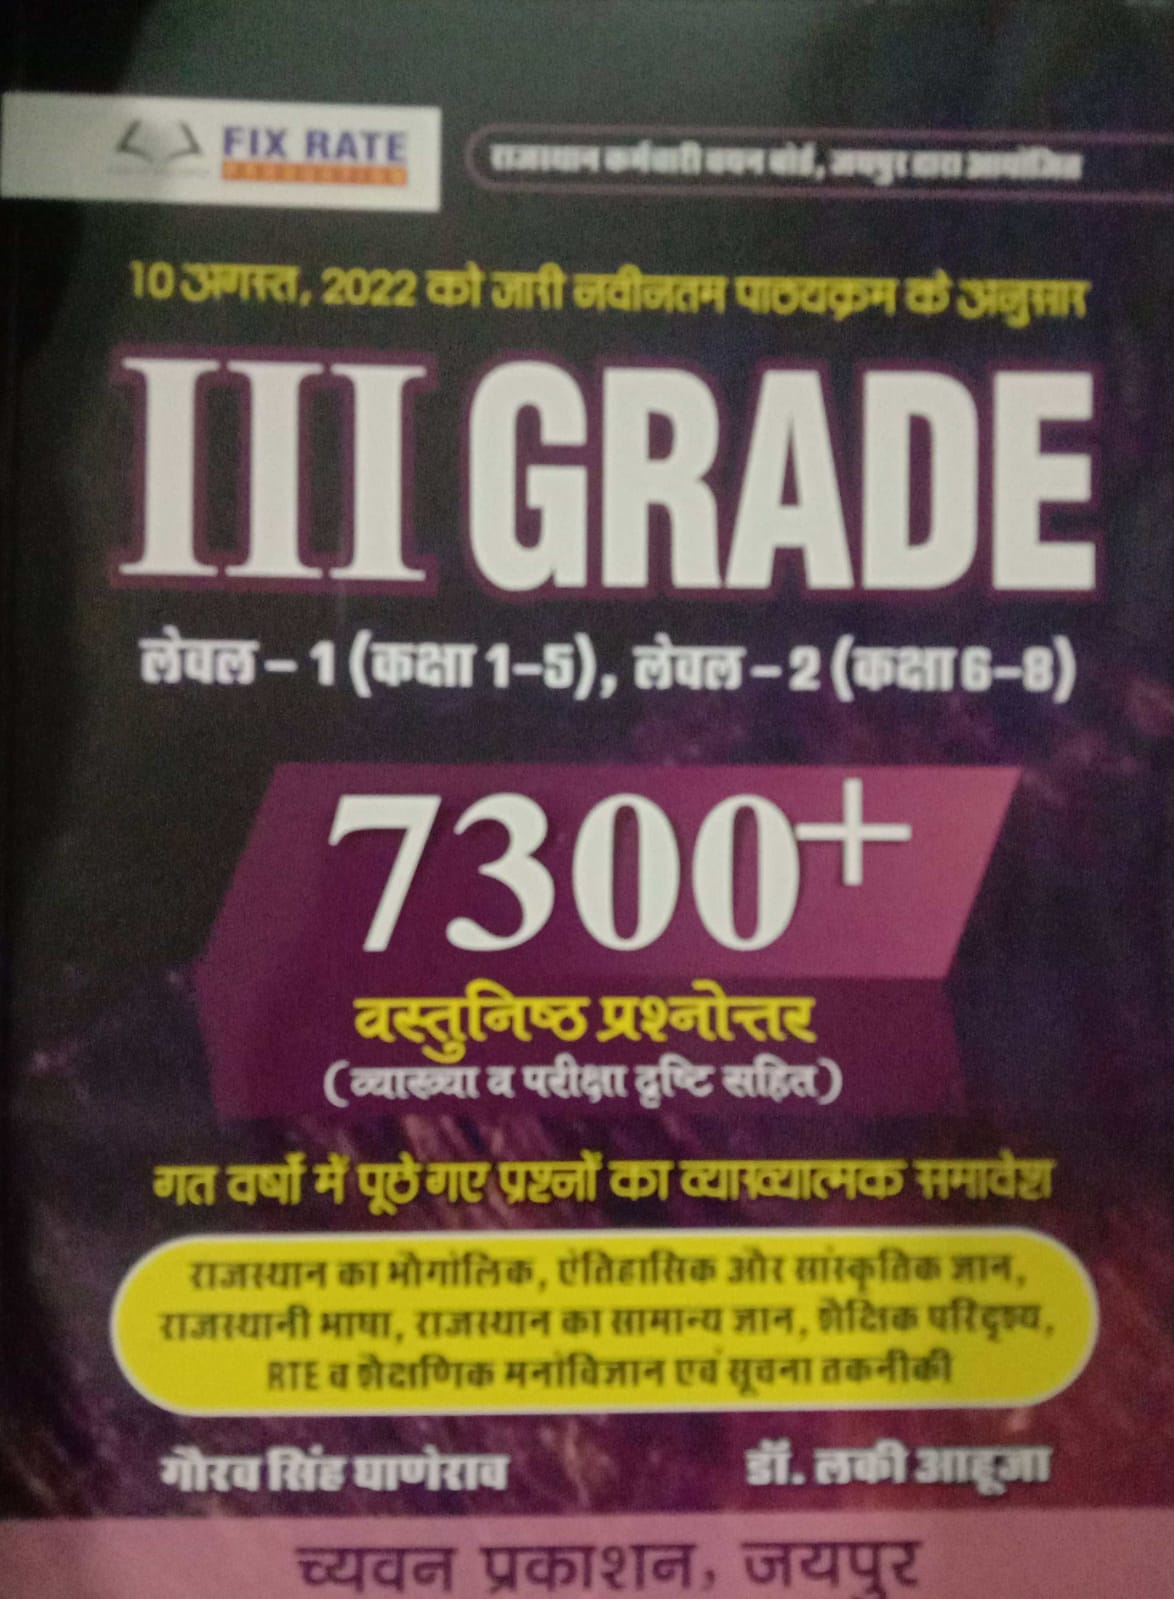 FIX RATE
राजस्थान कर्मचारी चयन बोर्ड, जयपुर द्वारा आयोजित
10 अगस्त, 2022 को जारी नवीनतम पाठ्यक्रम के अनुसार
III GRADE
लेवल – 1 (कक्षा 1–5), लेवल – 2 (कक्षा 6–8)
7300+
वस्तुनिष्ठ प्रश्नोत्तर
(व्याख्या व परीक्षा दृष्टि सहित)
गत वर्षों में पूछे गए प्रश्नों का व्याख्यात्मक समावेश
राजस्थान का भौगोलिक, ऐतिहासिक और सांस्कृतिक ज्ञान,
राजस्थानी भाषा, राजस्थान का सामान्य ज्ञान, शैक्षिक परिदृश्य,
RTE व शैक्षणिक मनोविज्ञान एवं सूचना तकनीकी
गौरव सिंह घाणेराव
डॉ. लकी आहूजा
च्यवन प्रकाशन, जयपुर